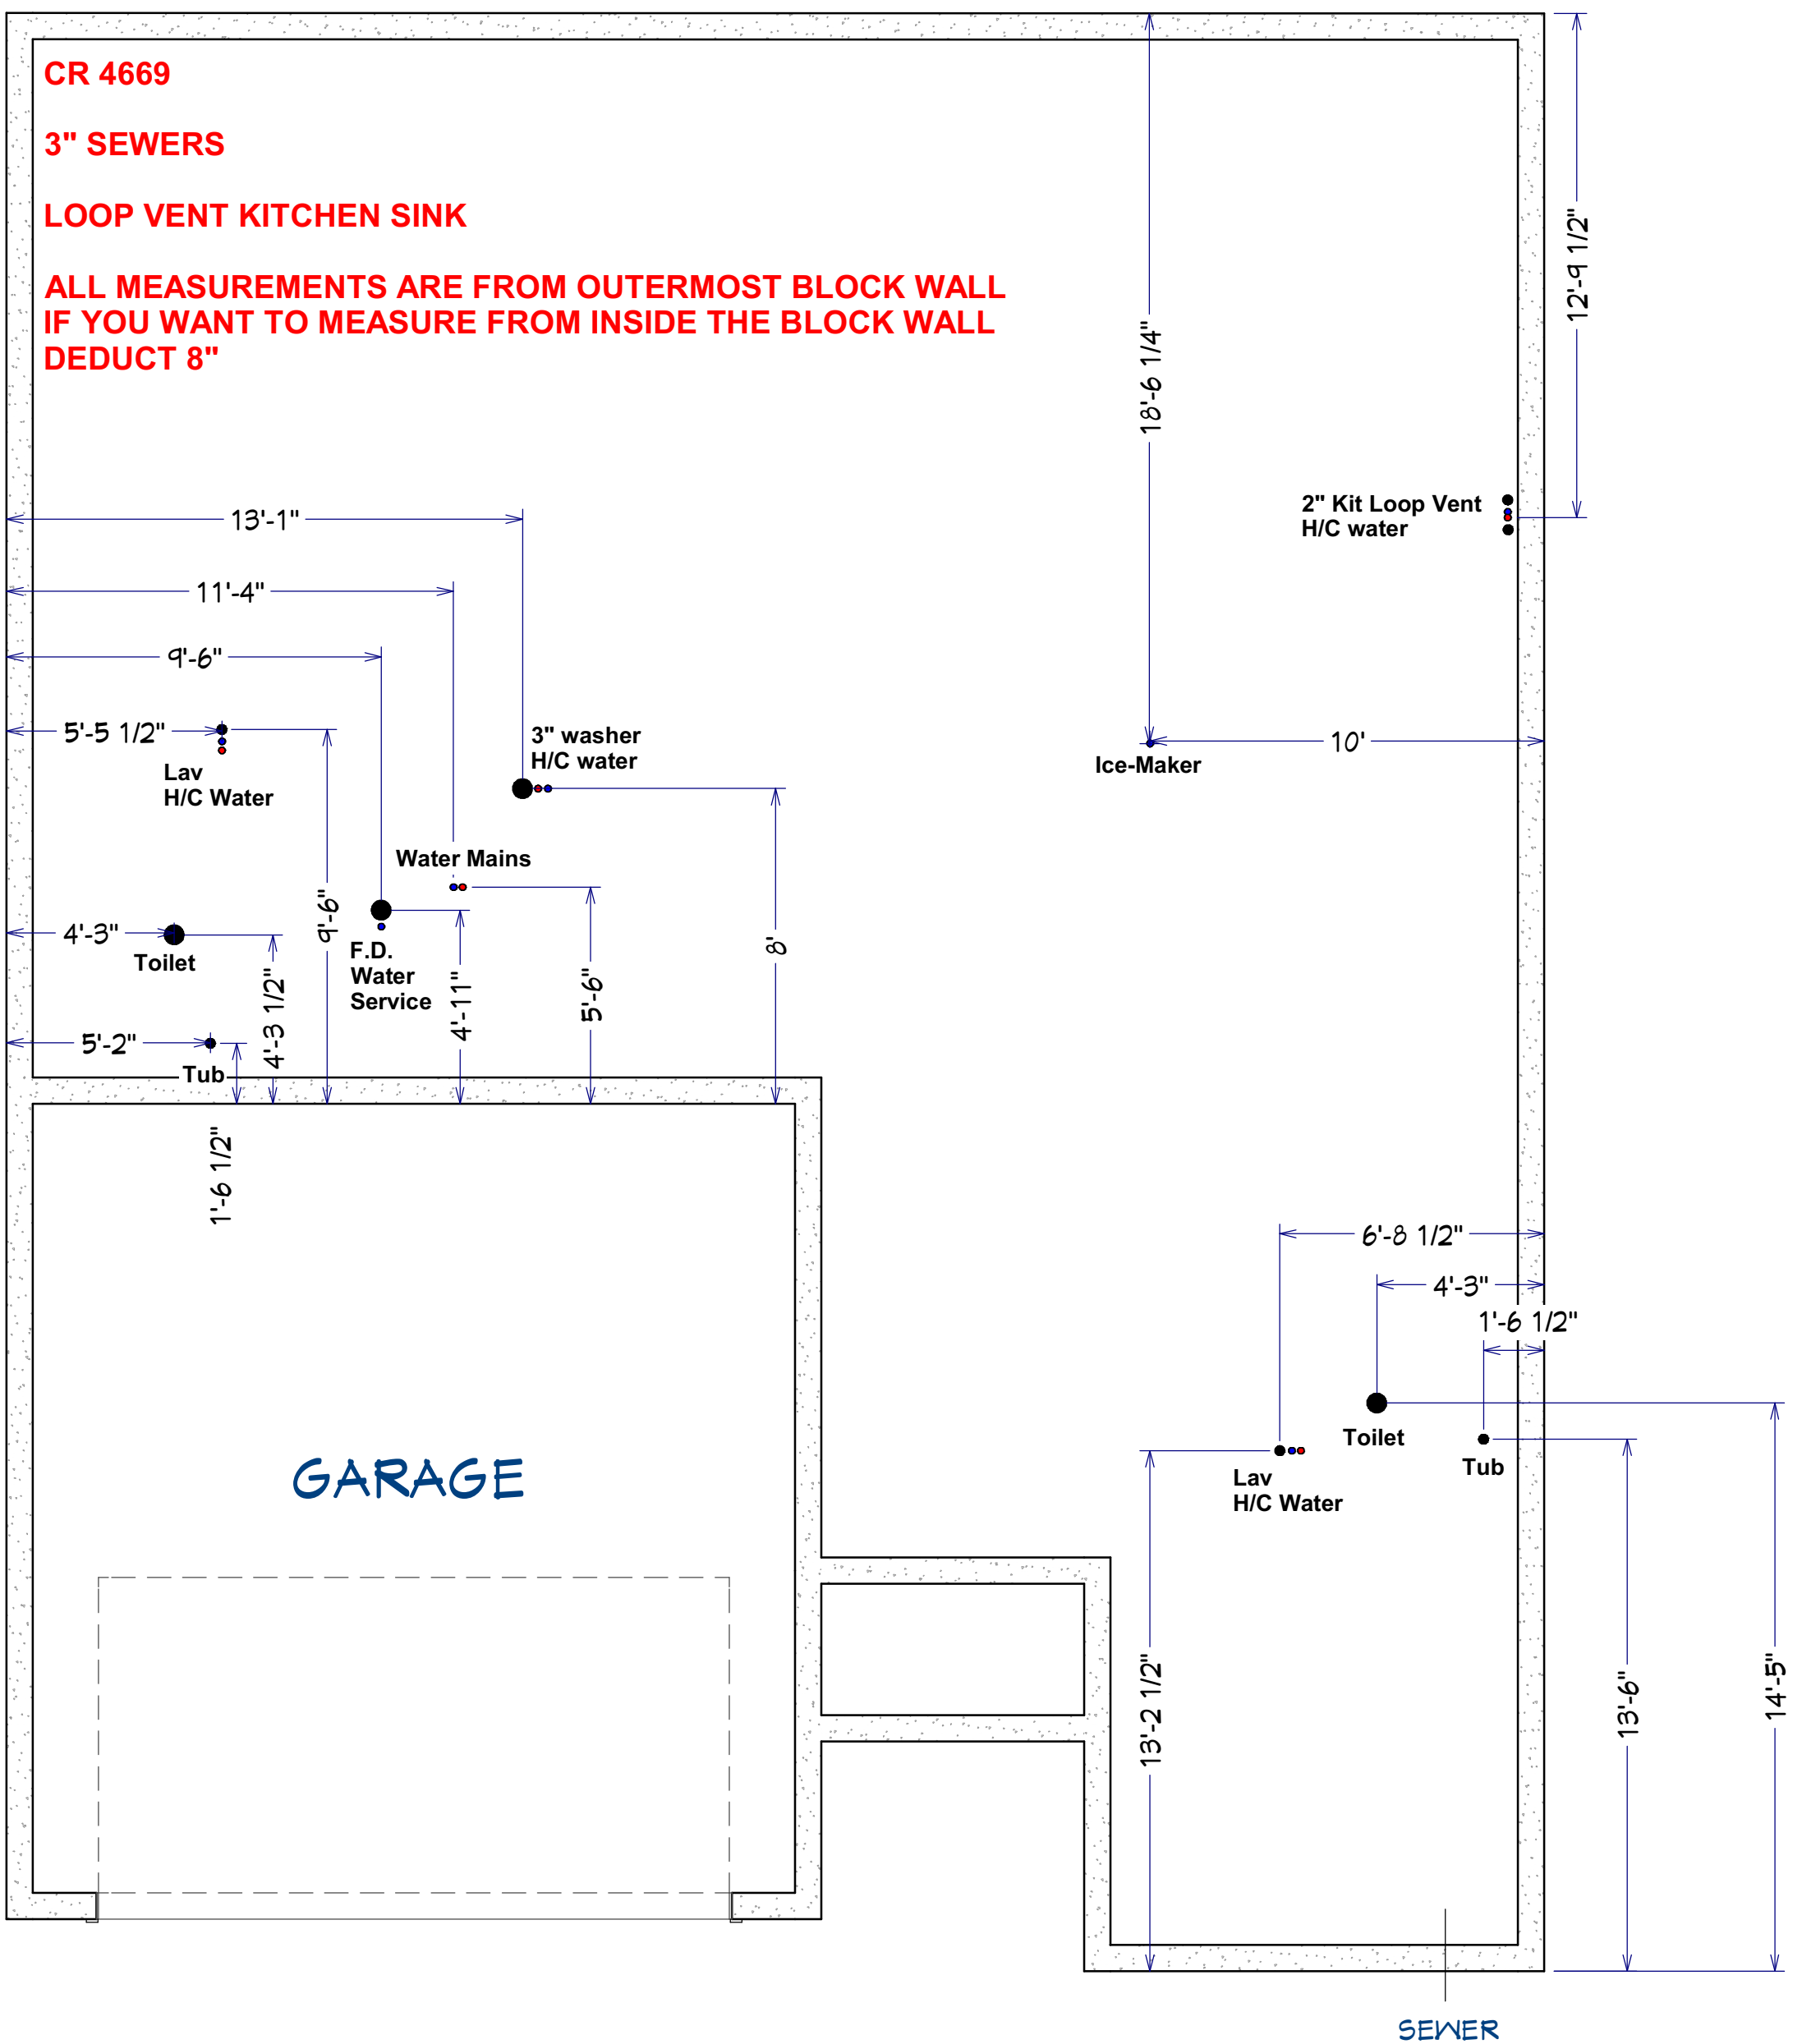 CR 4669
3" SEWERS
LOOP VENT KITCHEN SINK
ALL MEASUREMENTS ARE FROM OUTERMOST BLOCK WALL
IF YOU WANT TO MEASURE FROM INSIDE THE BLOCK WALL
DEDUCT 8"
12'-9 1/2"
18'-6 1/4"
2" Kit Loop Vent
H/C water
13'-1"
11'-4"
9'-6"
5'-5 1/2"
Lav
H/C Water
3" washer
H/C water
10'
Ice-Maker
Water Mains
9'-6"
4'-3"
Toilet
F.D.
Water
Service
8'
4'-3 1/2"
4'-11"
5'-6"
5'-2"
Tub
1'-6 1/2"
6'-8 1/2"
4'-3"
1'-6 1/2"
Toilet
Tub
Lav
H/C Water
GARAGE
13'-2 1/2"
13'-6"
14'-5"
SEWER